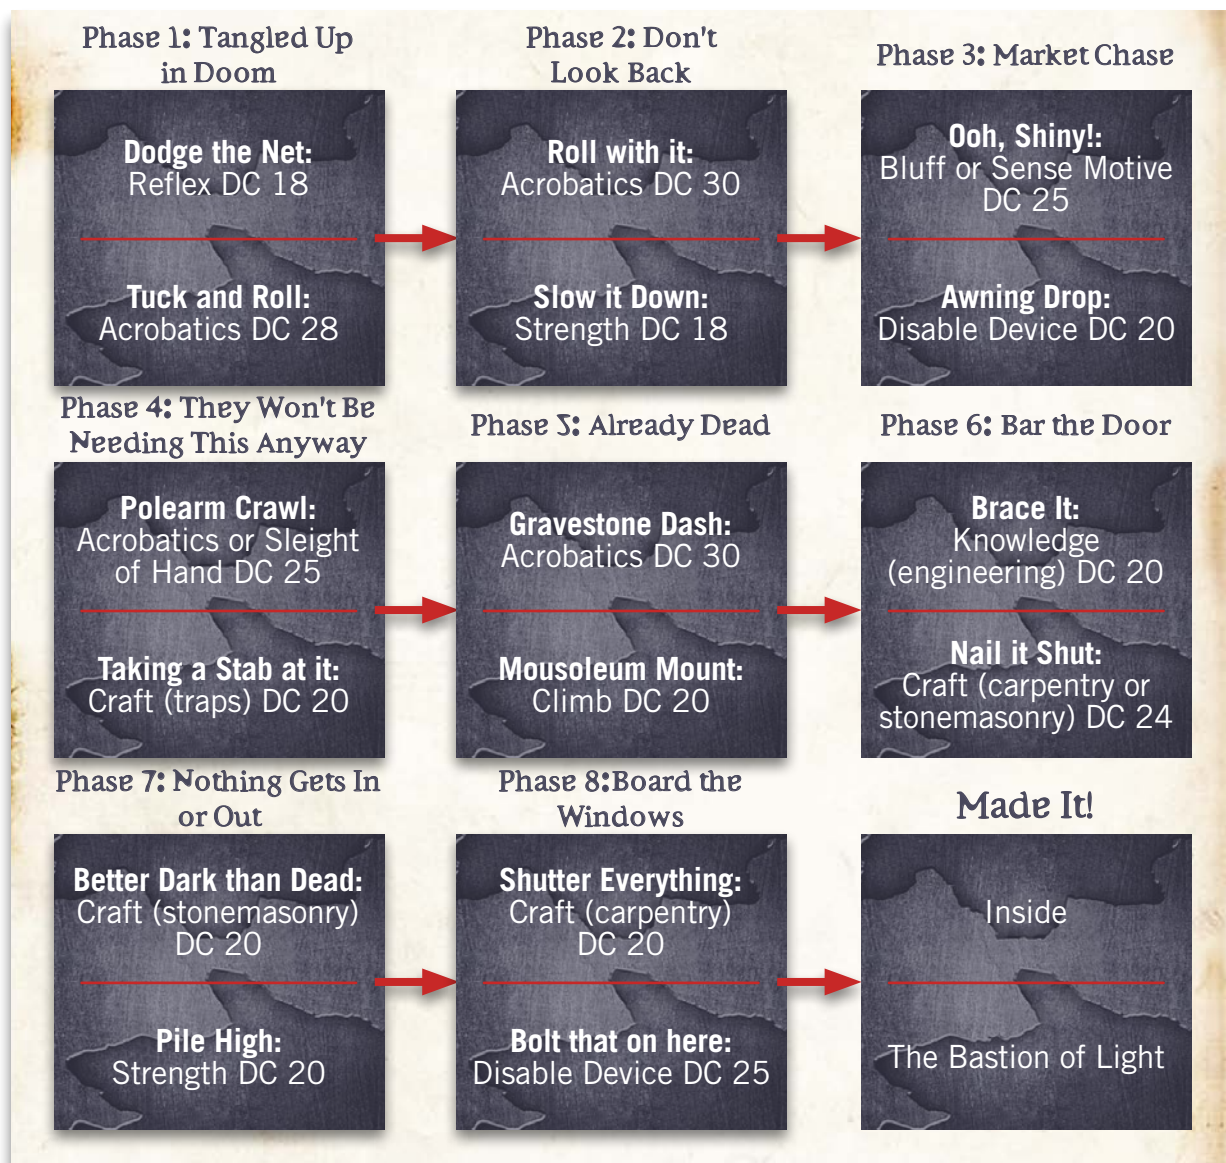 Phase 1: Tangled Up
in Doom
Dodge the Net:
Reflex DC 18
Tuck and Roll:
Acrobatics DC 28
Phase 2: Don't
Look Back
Roll with it:
Acrobatics DC 30
Slow it Down:
Strength DC 18
Phase 3: Market Chase
Ooh, Shiny!:
Bluff or Sense Motive
DC 25
Awning Drop:
Disable Device DC 20
Phase 4: They Won't Be
Needing This Anyway
Polearm Crawl:
Acrobatics or Sleight
of Hand DC 25
Taking a Stab at it:
Craft (traps) DC 20
Phase 5: Already Dead
Gravestone Dash:
Acrobatics DC 30
Mousoleum Mount:
Climb DC 20
Phase 6: Bar the Door
Brace It:
Knowledge
(engineering) DC 20
Nail it Shut:
Craft (carpentry or
stonemasonry) DC 24
Phase 7: Nothing Gets In
or Out
Better Dark than Dead:
Craft (stonemasonry)
DC 20
Pile High:
Strength DC 20
Phase 8:Board the
Windows
Shutter Everything:
Craft (carpentry)
DC 20
Bolt that on here:
Disable Device DC 25
Made It!
Inside
The Bastion of Light